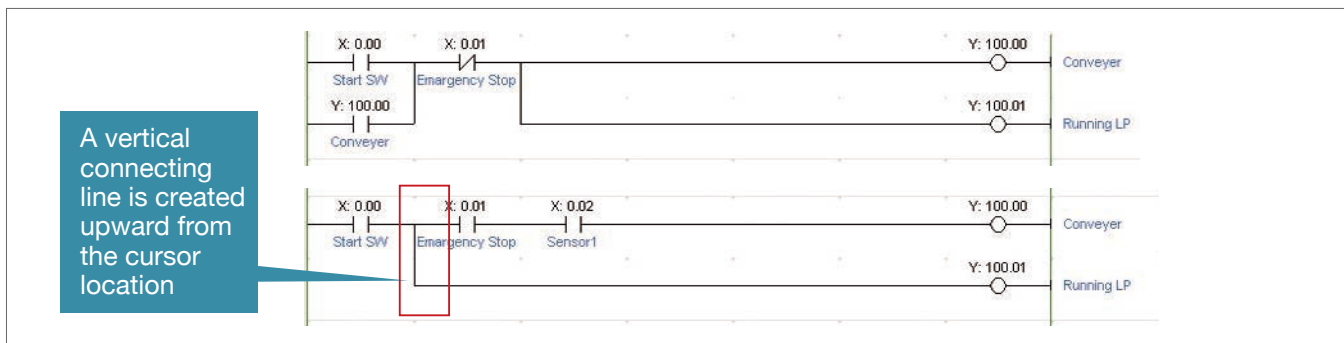 X: 0.00 X: 0.01 Y: 100.00
Start SW Emargency Stop Conveyer
Y: 100.00 Y: 100.01
Conveyer Running LP
A vertical
connecting
line is created
upward from
the cursor
location
X: 0.00 X: 0.01 X: 0.02 Y: 100.00
Start SW Emargency Stop Sensor1 Conveyer
Y: 100.01
Running LP